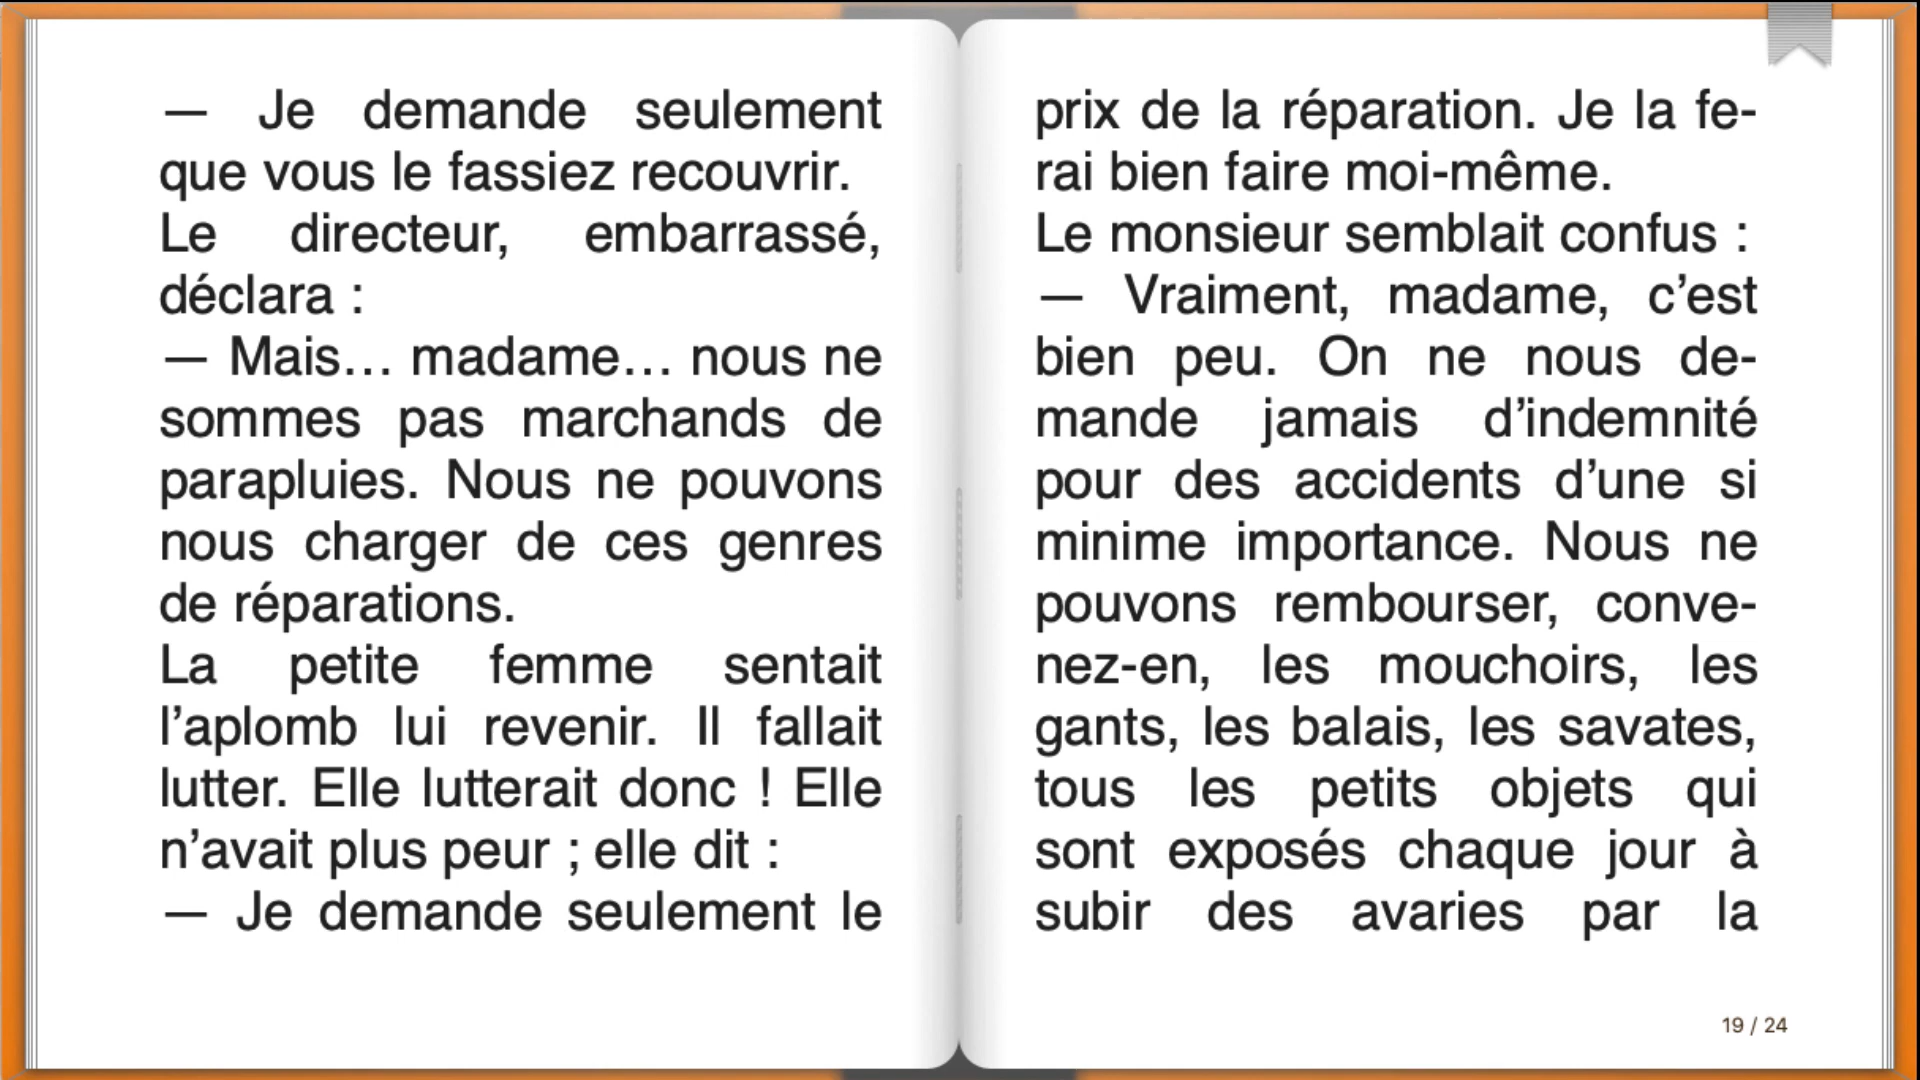 — Je demande seulement
que vous le fassiez recouvrir.
Le directeur, embarrassé,
déclara :
— Mais… madame… nous ne
sommes pas marchands de
parapluies. Nous ne pouvons
nous charger de ces genres
de réparations.
La petite femme sentait
l’aplomb lui revenir. Il fallait
lutter. Elle lutterait donc ! Elle
n’avait plus peur ; elle dit :
— Je demande seulement le
prix de la réparation. Je la fe-
rai bien faire moi-même.
Le monsieur semblait confus :
— Vraiment, madame, c’est
bien peu. On ne nous de-
mande jamais d’indemnité
pour des accidents d’une si
minime importance. Nous ne
pouvons rembourser, conve-
nez-en, les mouchoirs, les
gants, les balais, les savates,
tous les petits objets qui
sont exposés chaque jour à
subir des avaries par la
19 / 24